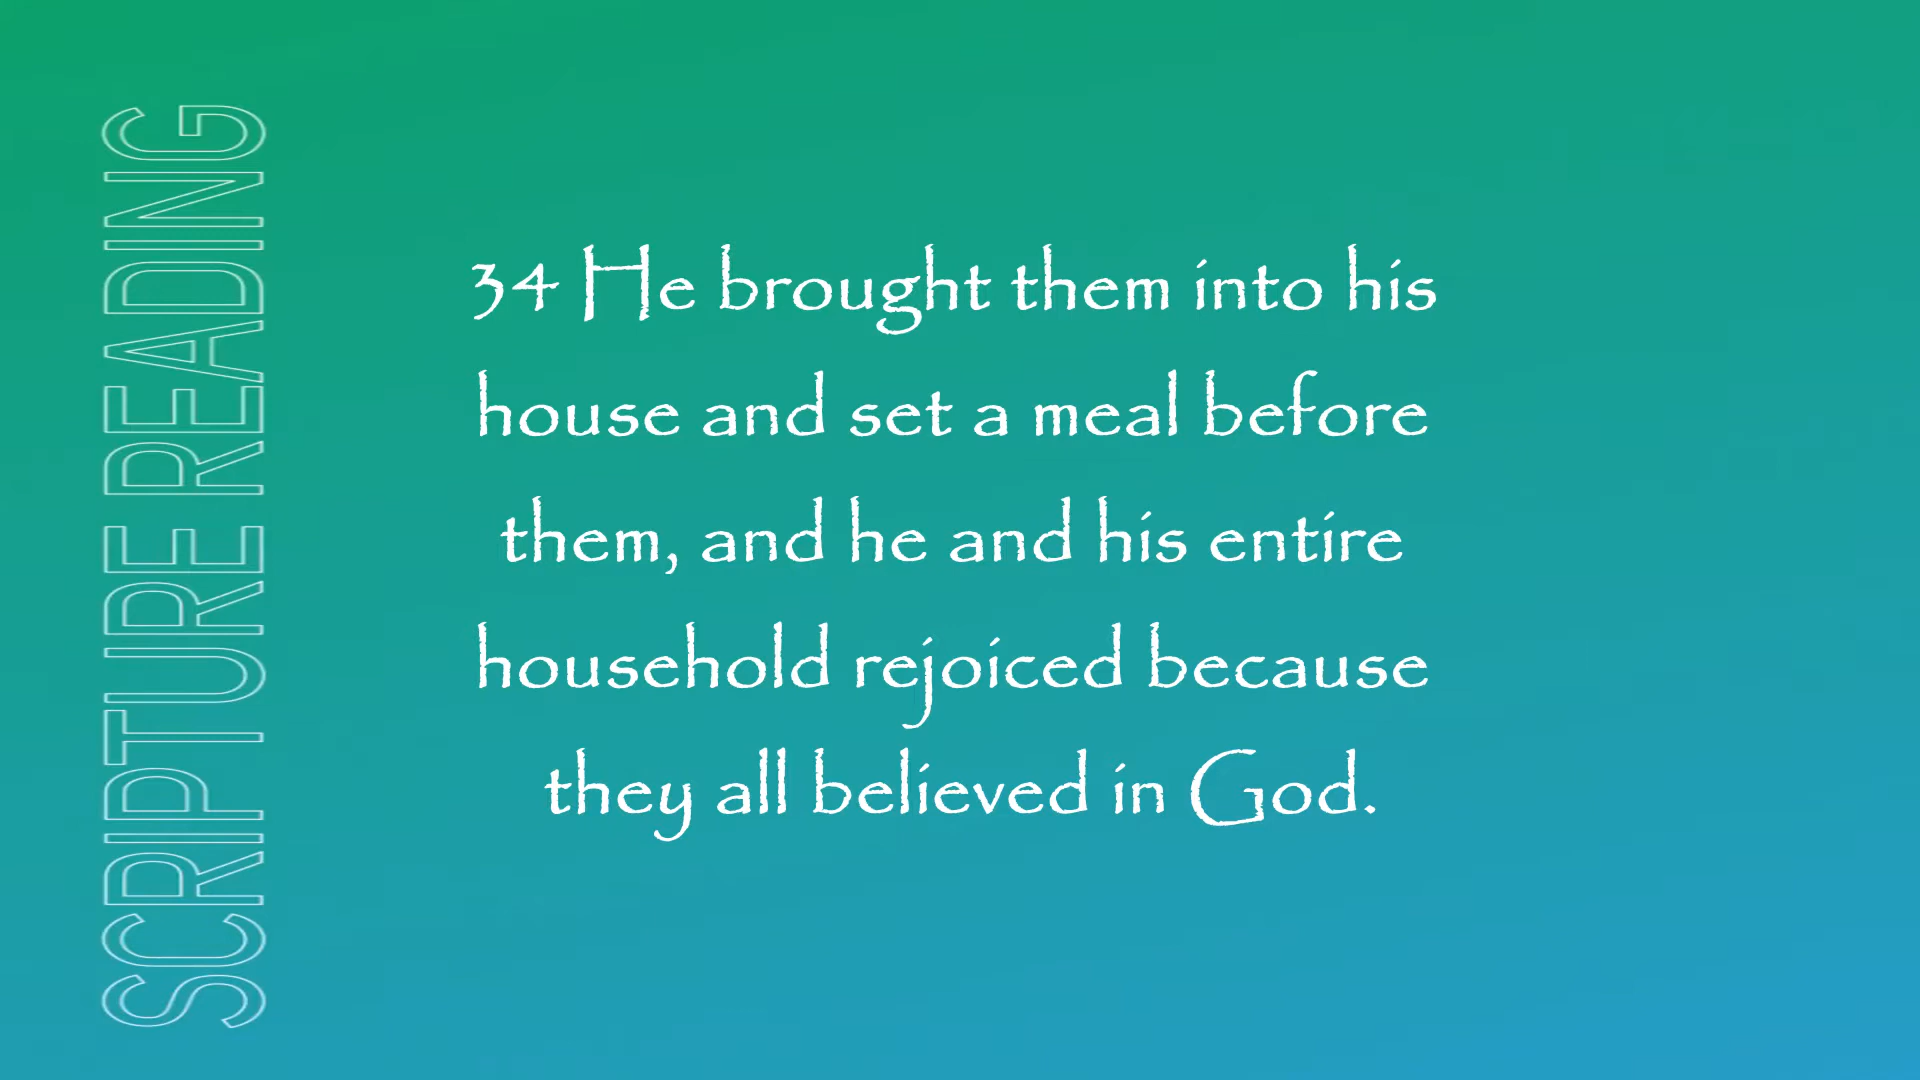 SCRIPTURE READING
34 He brought them into his
house and set a meal before
them, and he and his entire
household rejoiced because
they all believed in God.